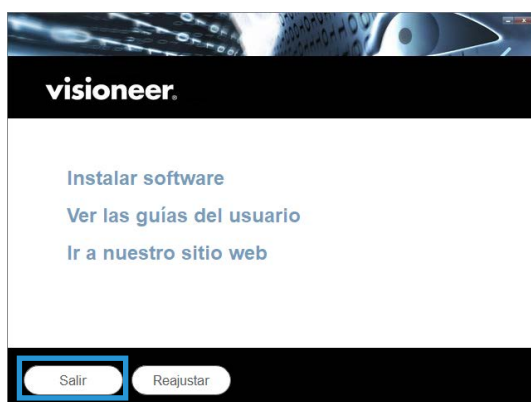 visioneer®
Instalar software
Ver las guías del usuario
Ir a nuestro sitio web
Salir
Reajustar